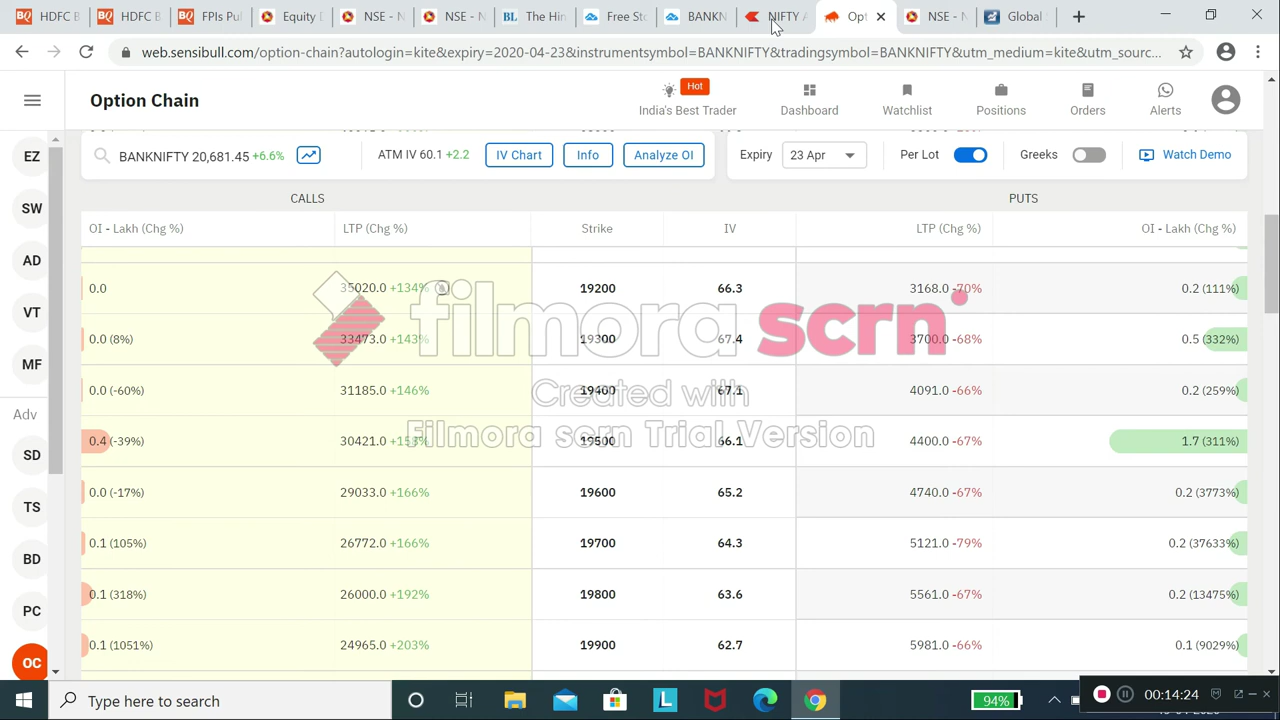 HDFC B
HDFC B
FPIs Pu
Equity D
NSE - N
NSE - N
BL The Hin
Free Sto
BANKN
NIFTY A
Opt
NSE - N
Global
web.sensibull.com/option-chain?autologin=kite&expiry=2020-04-23&instrumentsymbol=BANKNIFTY&tradingsymbol=BANKNIFTY&utm_medium=kite&utm_sourc...
Option Chain
Hot
India's Best Trader
Dashboard
Watchlist
Positions
Orders
Alerts
BANKNIFTY 20,681.45 +6.6%
ATM IV 60.1 +2.2
IV Chart
Info
Analyze OI
Expiry
23 Apr
Per Lot
Greeks
Watch Demo
EZ
SW
AD
VT
MF
Adv
SD
TS
BD
PC
OC
CALLS PUTS
OI - Lakh (Chg %) LTP (Chg %) Strike IV LTP (Chg %) OI - Lakh (Chg %)
0.0 35020.0 +134% 19200 66.3 3168.0 -70% 0.2 (111%)
0.0 (8%) 33473.0 +143% 19300 67.4 3700.0 -68% 0.5 (332%)
0.0 (-60%) 31185.0 +146% 19400 67.1 4091.0 -66% 0.2 (259%)
0.4 (-39%) 30421.0 19500 66.1 4400.0 -67% 1.7 (311%)
0.0 (-17%) 29033.0 +166% 19600 65.2 4740.0 -67% 0.2 (3773%)
0.1 (105%) 26772.0 +166% 19700 64.3 5121.0 -79% 0.2 (37633%)
0.1 (318%) 26000.0 +192% 19800 63.6 5561.0 -67% 0.2 (13475%)
0.1 (1051%) 24965.0 +203% 19900 62.7 5981.0 -66% 0.1 (9029%)
filmora scrn
Created with
Filmora scrn Trial Version
Type here to search
94%
00:14:24